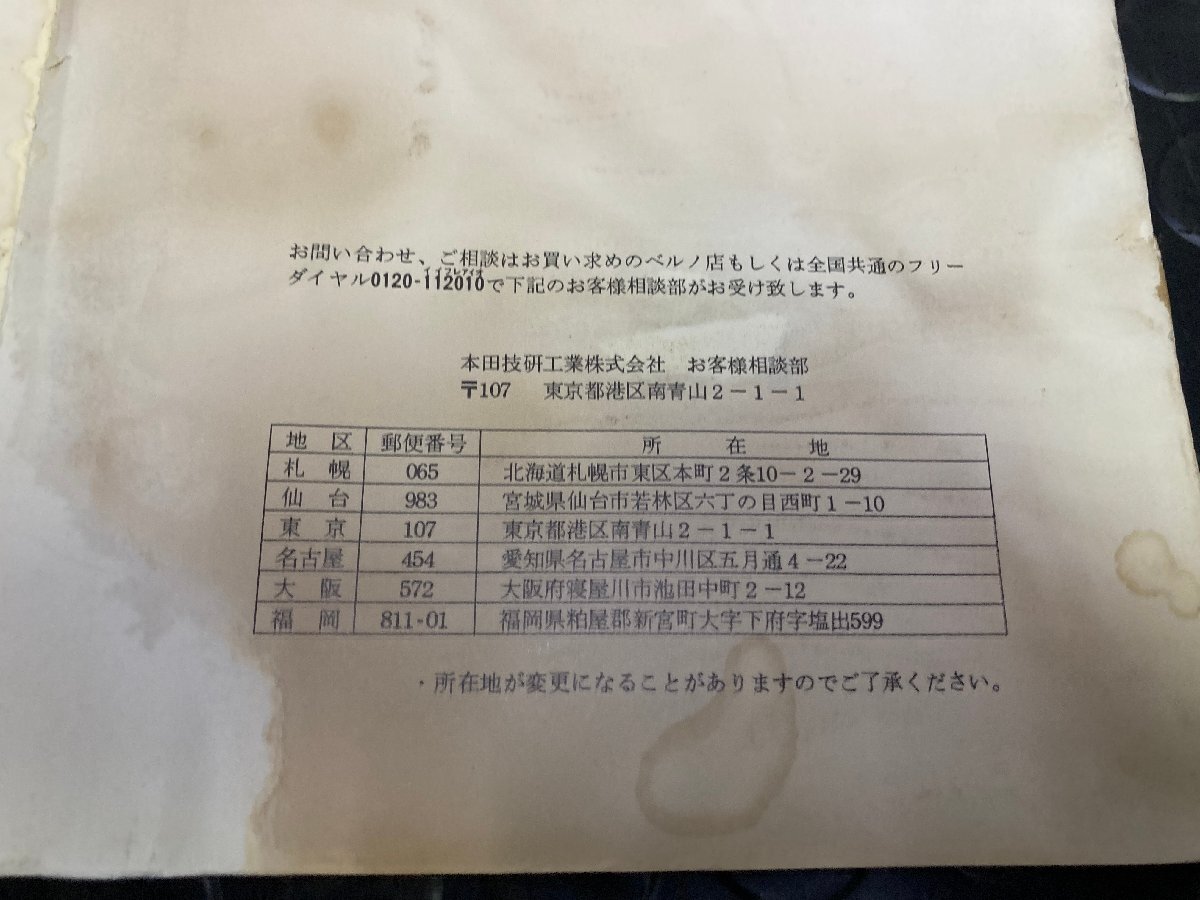 お問い合わせ、ご相談はお買い求めのベルノ店もしくは全国共通のフリー
イイフレアイオ
ダイヤル0120-112010で下記のお客様相談部がお受け致します。
本田技研工業株式会社 お客様相談部
〒107 東京都港区南青山2-1-1
地区 郵便番号 所在地
札幌 065 北海道札幌市東区本町2条10-2-29
仙台 983 宮城県仙台市若林区六丁の目西町1-10
東京 107 東京都港区南青山2-1-1
名古屋 454 愛知県名古屋市中川区五月通4-22
大阪 572 大阪府寝屋川市池田中町2-12
福岡 811-01 福岡県粕屋郡新宮町大字下府字塩出599
・所在地が変更になることがありますのでご了承ください。